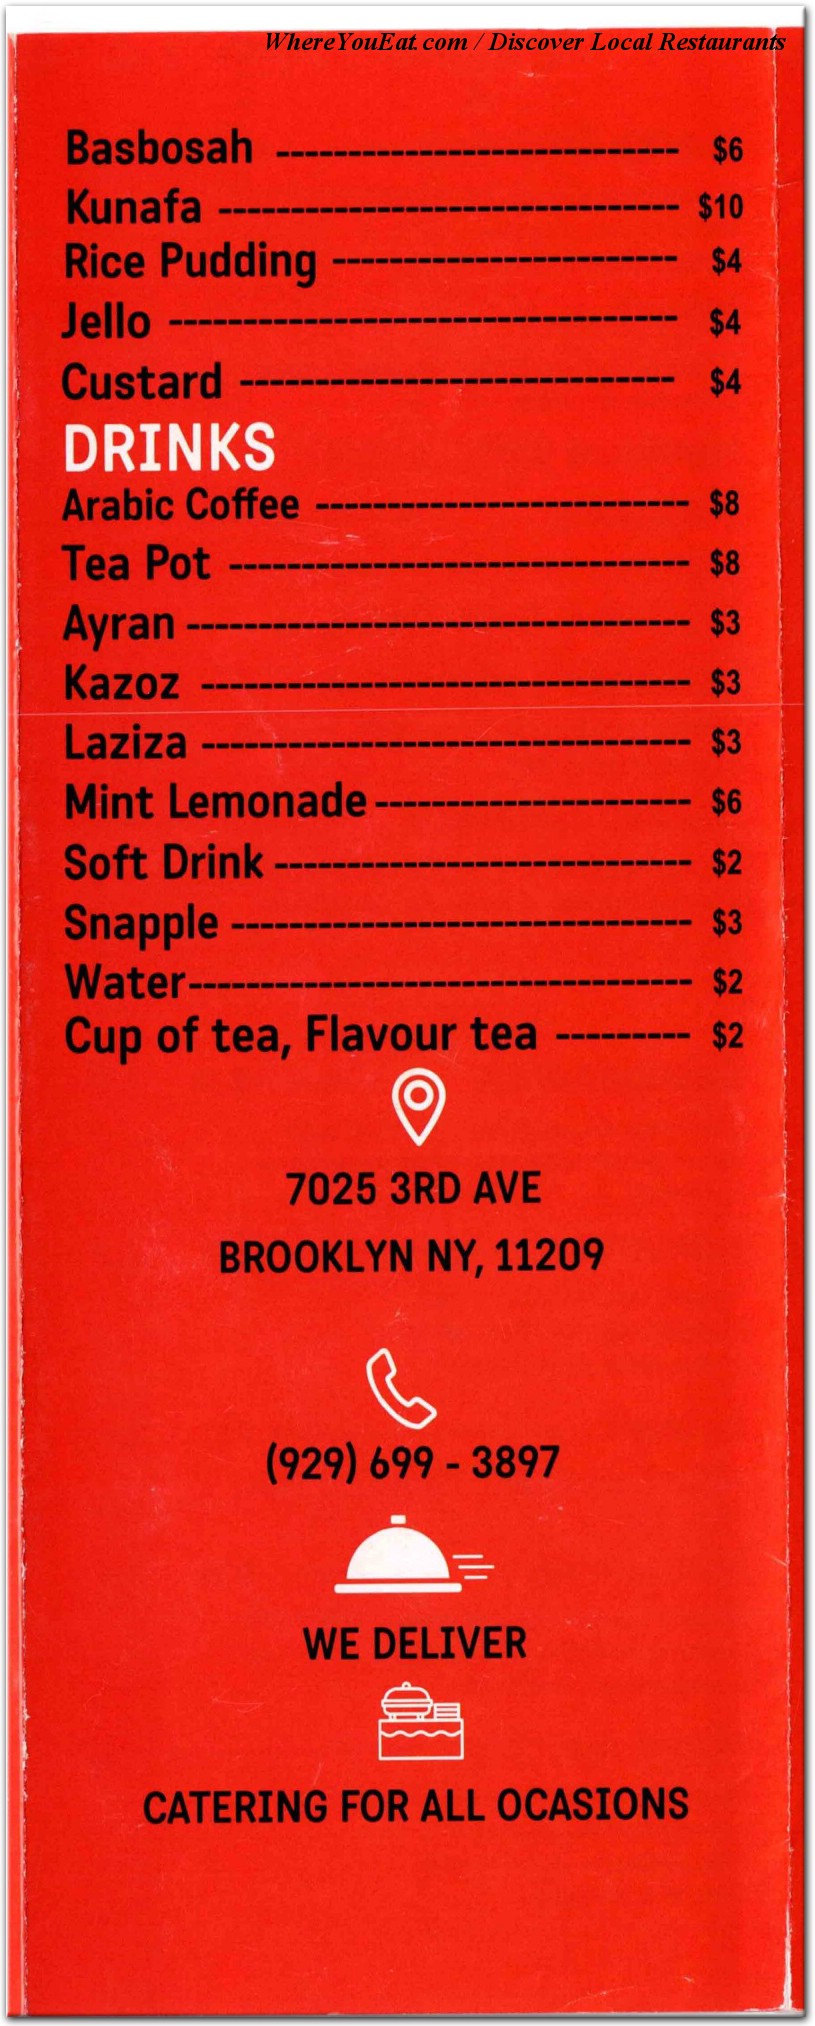 WhereYouEat.com / Discover Local Restaurants
Basbosah ---------------------------- $6
Kunafa -------------------------------- $10
Rice Pudding ------------------------ $4
Jello ----------------------------------- $4
Custard ------------------------------ $4
DRINKS
Arabic Coffee -------------------------- $8
Tea Pot -------------------------------- $8
Ayran ----------------------------------- $3
Kazoz ---------------------------------- $3
Laziza ---------------------------------- $3
Mint Lemonade ---------------------- $6
Soft Drink ----------------------------- $2
Snapple -------------------------------- $3
Water----------------------------------- $2
Cup of tea, Flavour tea --------- $2
7025 3RD AVE
BROOKLYN NY, 11209
(929) 699 - 3897
WE DELIVER
CATERING FOR ALL OCASIONS